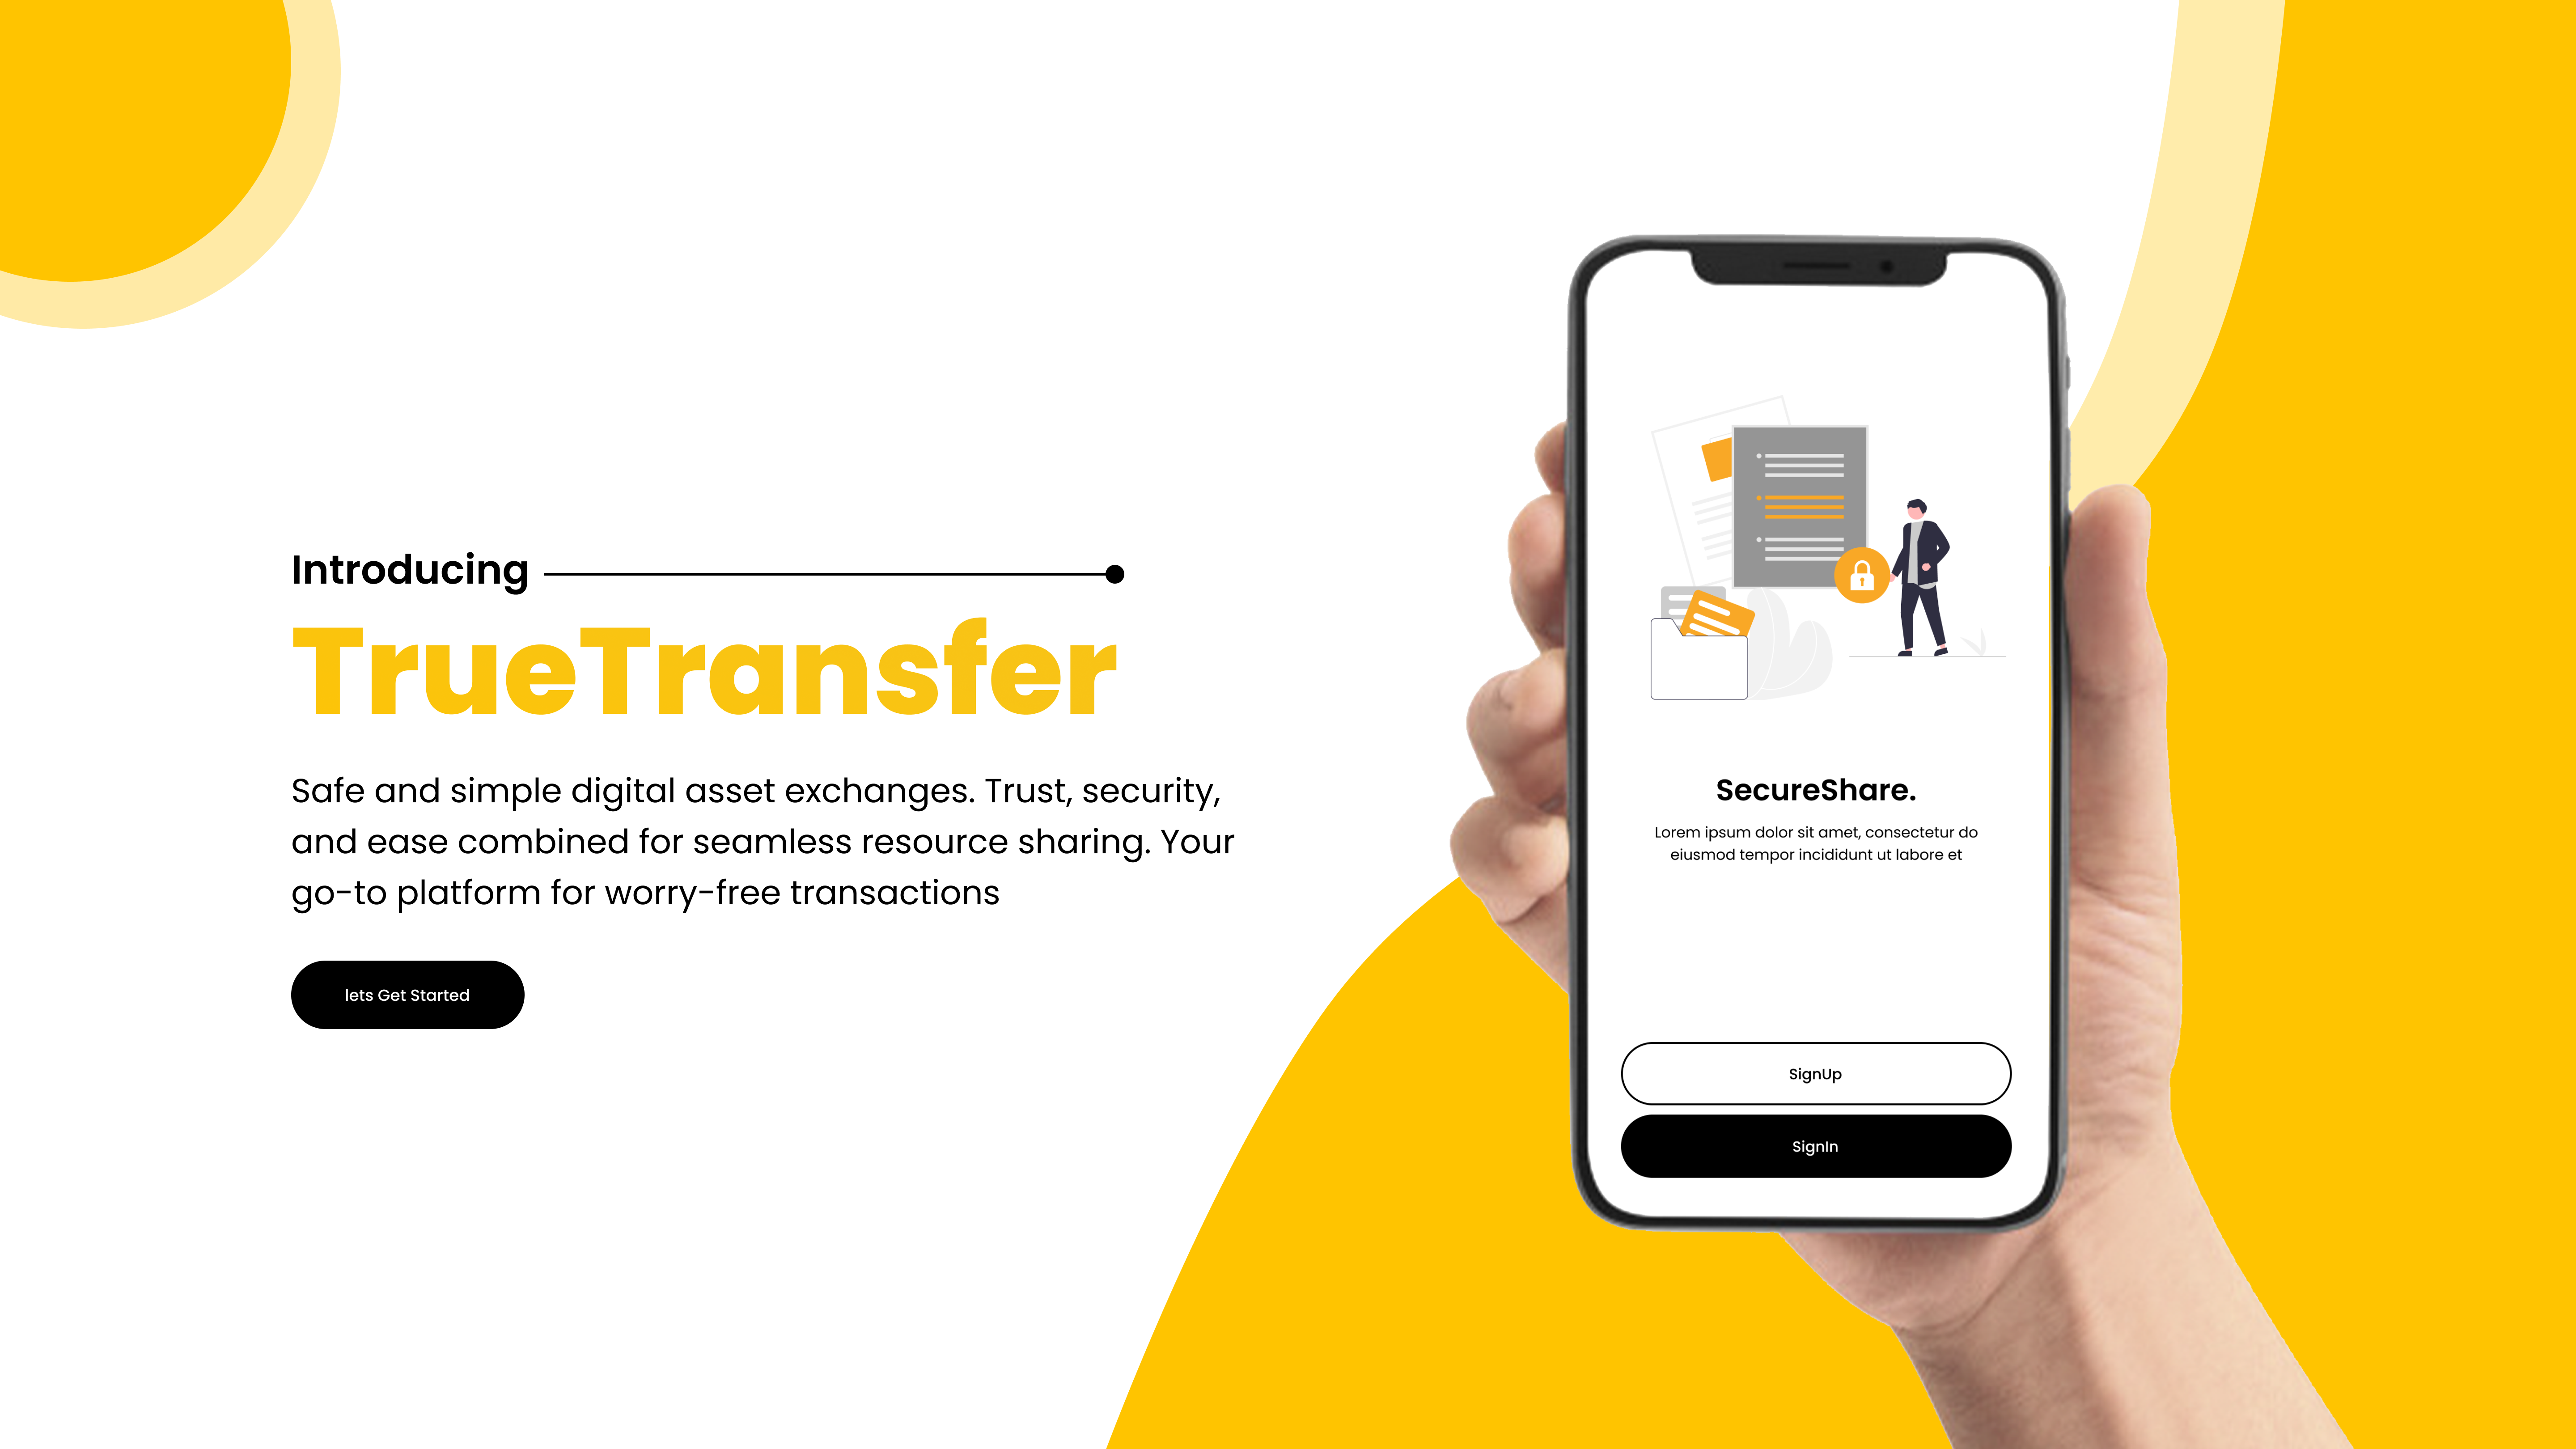 Introducing
TrueTransfer
Safe and simple digital asset exchanges. Trust, security,
and ease combined for seamless resource sharing. Your
go-to platform for worry-free transactions
lets Get Started
SecureShare.
Lorem ipsum dolor sit amet, consectetur do
eiusmod tempor incididunt ut labore et
SignUp
SignIn